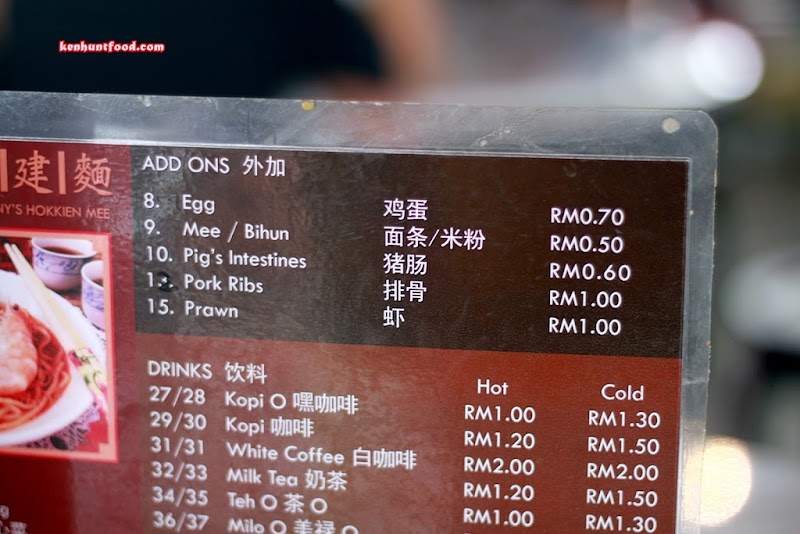 kenhuntfood.com
建 麵
NY'S HOKKIEN MEE
ADD ONS 外加
8. Egg 鸡蛋 RM0.70
9. Mee / Bihun 面条/米粉 RM0.50
10. Pig's Intestines 猪肠 RM0.60
Pork Ribs 排骨 RM1.00
15. Prawn 虾 RM1.00
DRINKS 饮料 Hot Cold
27/28 Kopi O 嘿咖啡 RM1.00 RM1.30
29/30 Kopi 咖啡 RM1.20 RM1.50
31/31 White Coffee 白咖啡 RM2.00 RM2.00
32/33 Milk Tea 奶茶 RM1.20 RM1.50
34/35 Teh O 茶 O RM1.00 RM1.30
36/37 Milo O 美禄 O